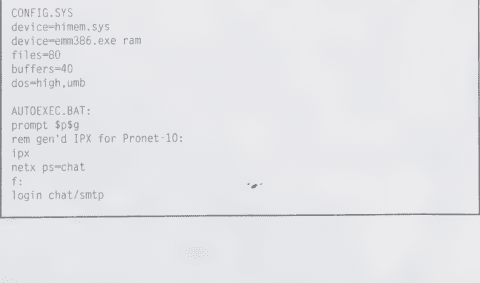 CONFIG.SYS
device=himem.sys
device=emm386.exe ram
files=80
buffers=40
dos=high,umb
AUTOEXEC.BAT:
prompt $p$g
rem gen'd IPX for Pronet-10:
ipx
netx ps=chat
f:
login chat/smtp